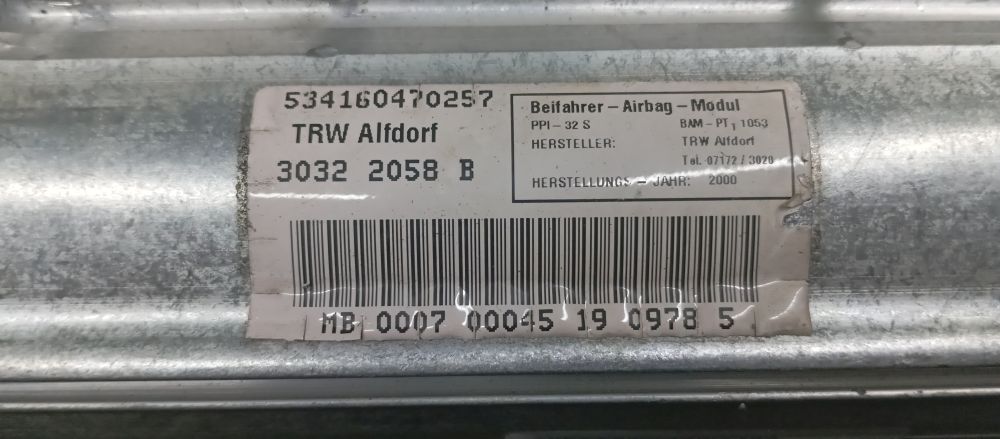 534160470257
TRW Alfdorf
3032 2058 B
Beifahrer – Airbag – Modul
PPI – 32 S BAM – PT₁ 1053
HERSTELLER: TRW Alfdorf
Tel. 07172 / 3020
HERSTELLUNGS – JAHR: 2000
MB 0007 00045 19 0978 5